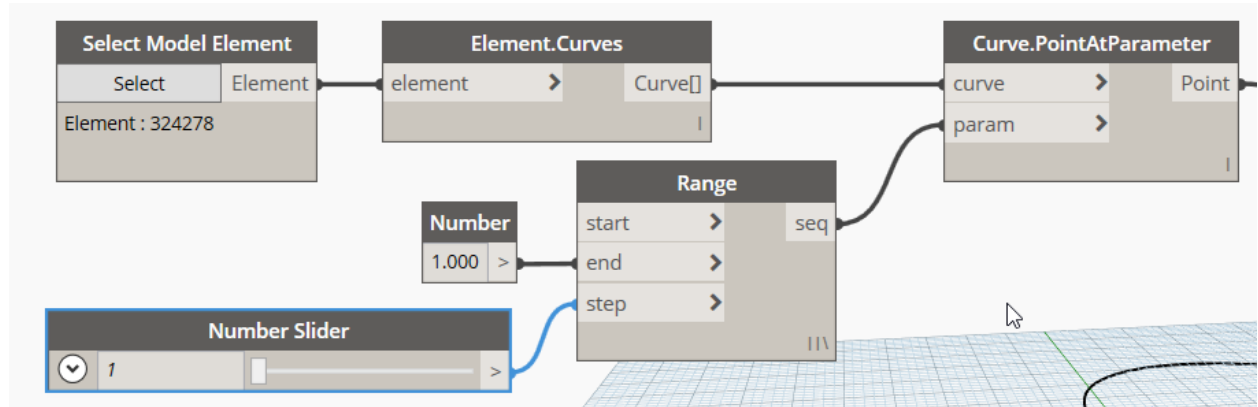 Select Model Element
Select
Element
Element : 324278
Element.Curves
element
Curve[]
|
Curve.PointAtParameter
curve
Point
param
|
Range
start
seq
end
step
||\
Number
1.000
>
Number Slider
1
>